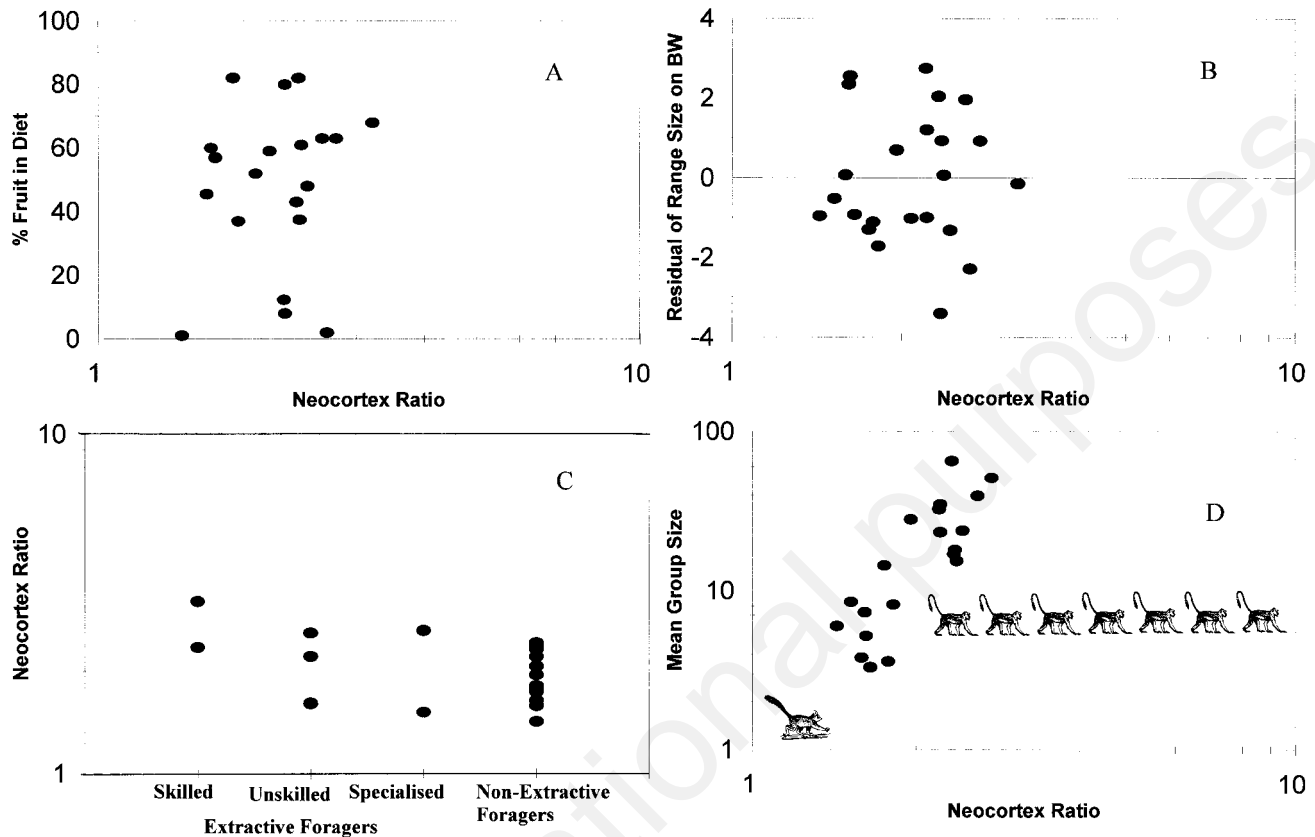 100
80
60
40
20
0
% Fruit in Diet
A
1
10
Neocortex Ratio
4
2
0
-2
-4
Residual of Range Size on BW
B
1
10
Neocortex Ratio
10
1
Neocortex Ratio
C
Skilled Unskilled Specialised Non-Extractive
Foragers
Extractive Foragers
100
10
1
Mean Group Size
D
1
10
Neocortex Ratio
ational purposes